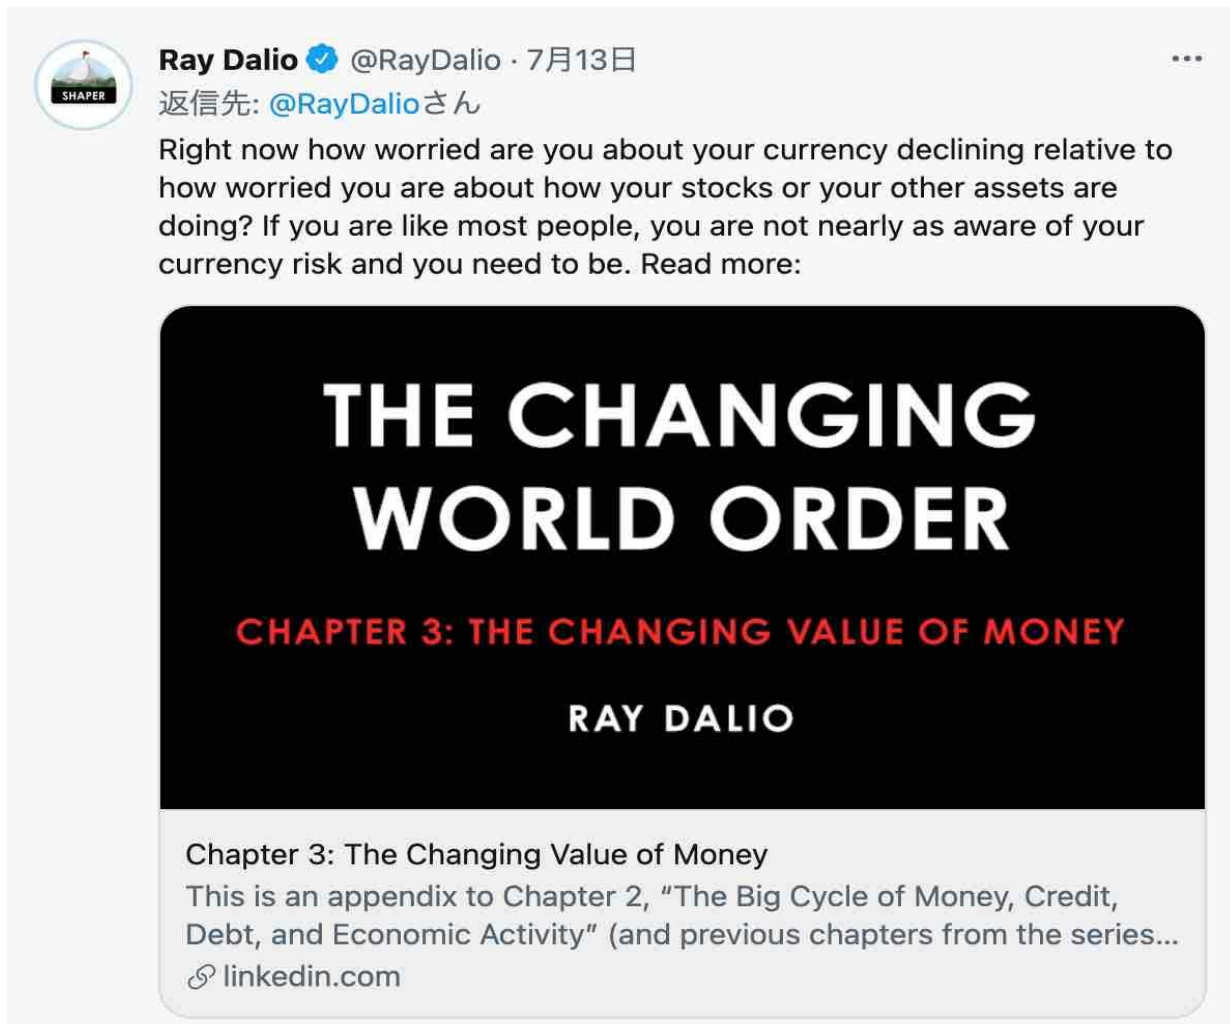 SHAPER
Ray Dalio @RayDalio · 7月13日
返信先: @RayDalioさん
Right now how worried are you about your currency declining relative to
how worried you are about how your stocks or your other assets are
doing? If you are like most people, you are not nearly as aware of your
currency risk and you need to be. Read more:
THE CHANGING
WORLD ORDER
CHAPTER 3: THE CHANGING VALUE OF MONEY
RAY DALIO
Chapter 3: The Changing Value of Money
This is an appendix to Chapter 2, “The Big Cycle of Money, Credit,
Debt, and Economic Activity” (and previous chapters from the series...
linkedin.com